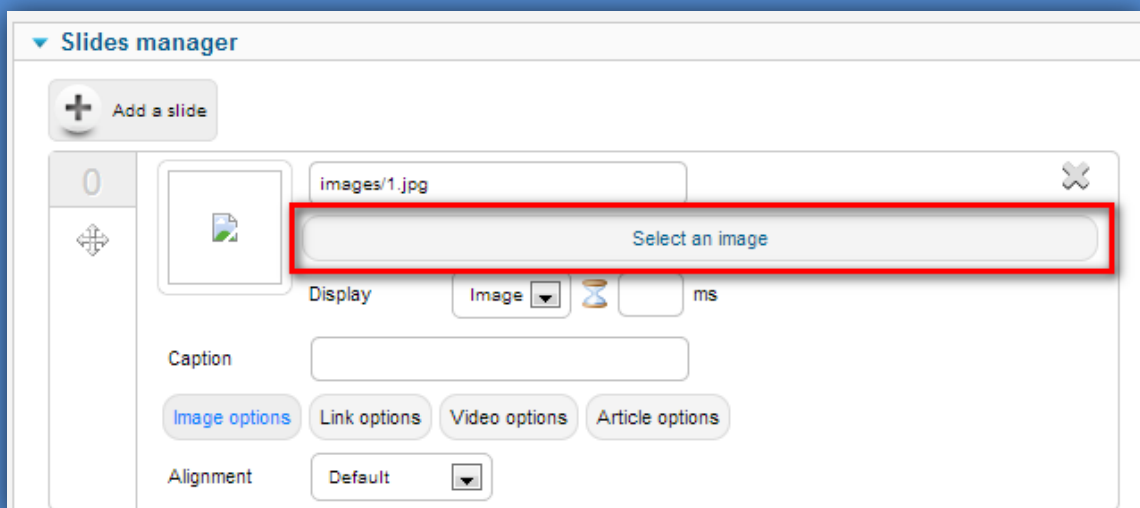 Slides manager
Add a slide
0
images/1.jpg
Select an image
Display Image ms
Caption
Image options Link options Video options Article options
Alignment Default